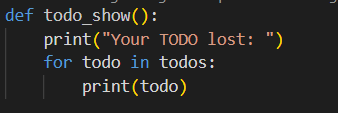 def todo_show():
    print("Your TODO lost: ")
    for todo in todos:
        print(todo)